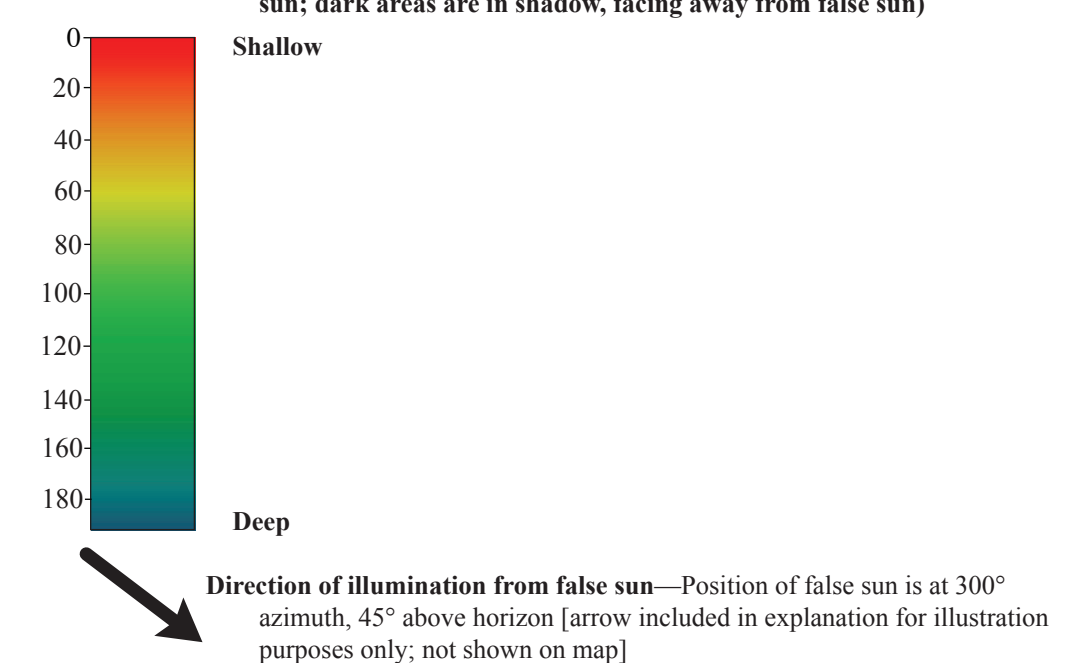 sun; dark areas are in shadow, facing away from false sun)
0
Shallow
20
40
60
80
100
120
140
160
180
Deep
Direction of illumination from false sun—Position of false sun is at 300°
azimuth, 45° above horizon [arrow included in explanation for illustration
purposes only; not shown on map]